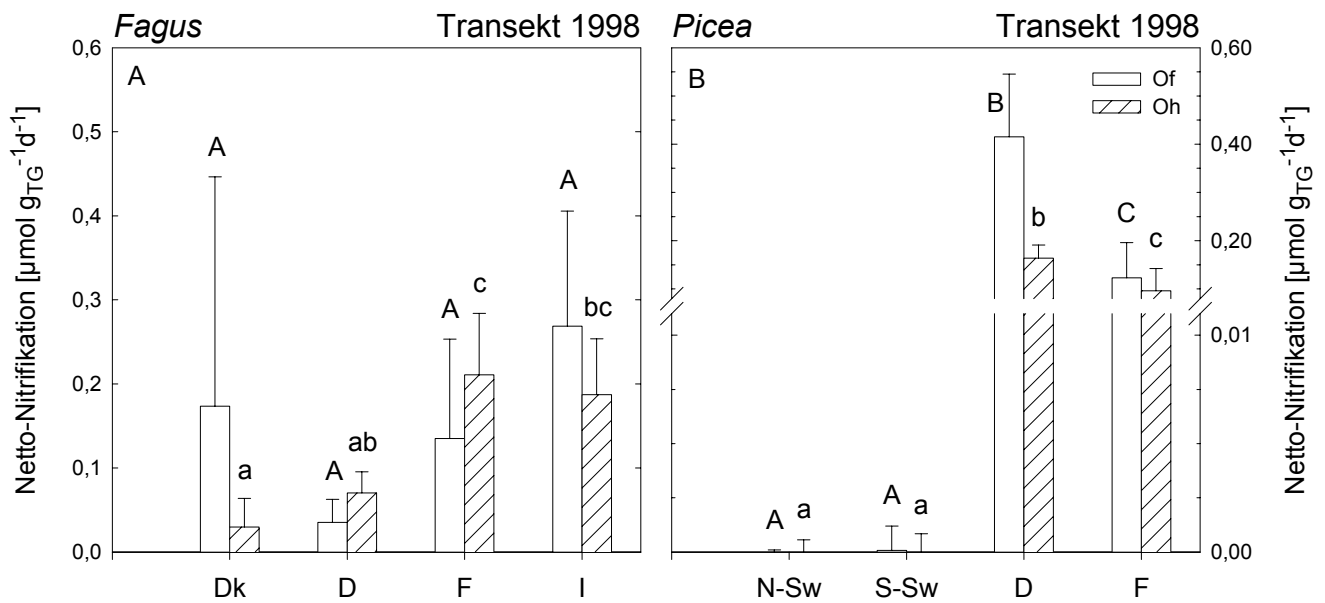 Fagus Transekt 1998
Picea Transekt 1998
Netto-Nitrifikation [µmol g_TG^-1 d^-1]
0,6
0,5
0,4
0,3
0,2
0,1
0,0
A
A
a
A
ab
A
c
A
bc
Dk D F I
B
Of
Oh
A
a
A
a
B
b
C
c
N-Sw S-Sw D F
0,60
0,40
0,20
0,01
0,00
Netto-Nitrifikation [µmol g_TG^-1 d^-1]